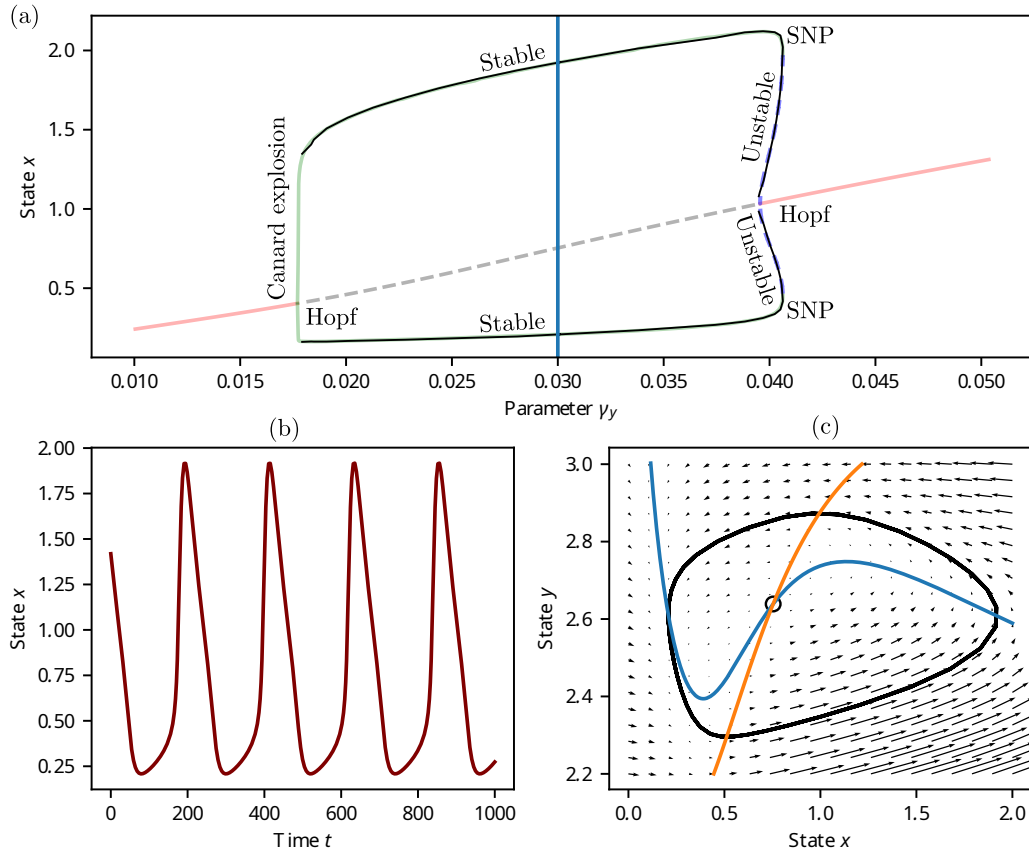 (a)
2.0
1.5
1.0
0.5
State x
Stable
SNP
Unstable
Canard explosion
Hopf
Hopf
Unstable
Stable
SNP
0.010
0.015
0.020
0.025
0.030
0.035
0.040
0.045
0.050
Parameter γ_y
(b)
2.00
1.75
1.50
1.25
1.00
0.75
0.50
0.25
State x
0
200
400
600
800
1000
Time t
(c)
3.0
2.8
2.6
2.4
2.2
State y
0.0
0.5
1.0
1.5
2.0
State x